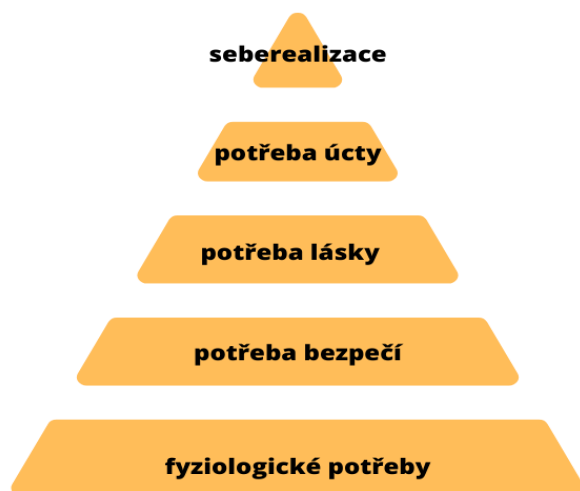 seberealizace
potřeba úcty
potřeba lásky
potřeba bezpečí
fyziologické potřeby